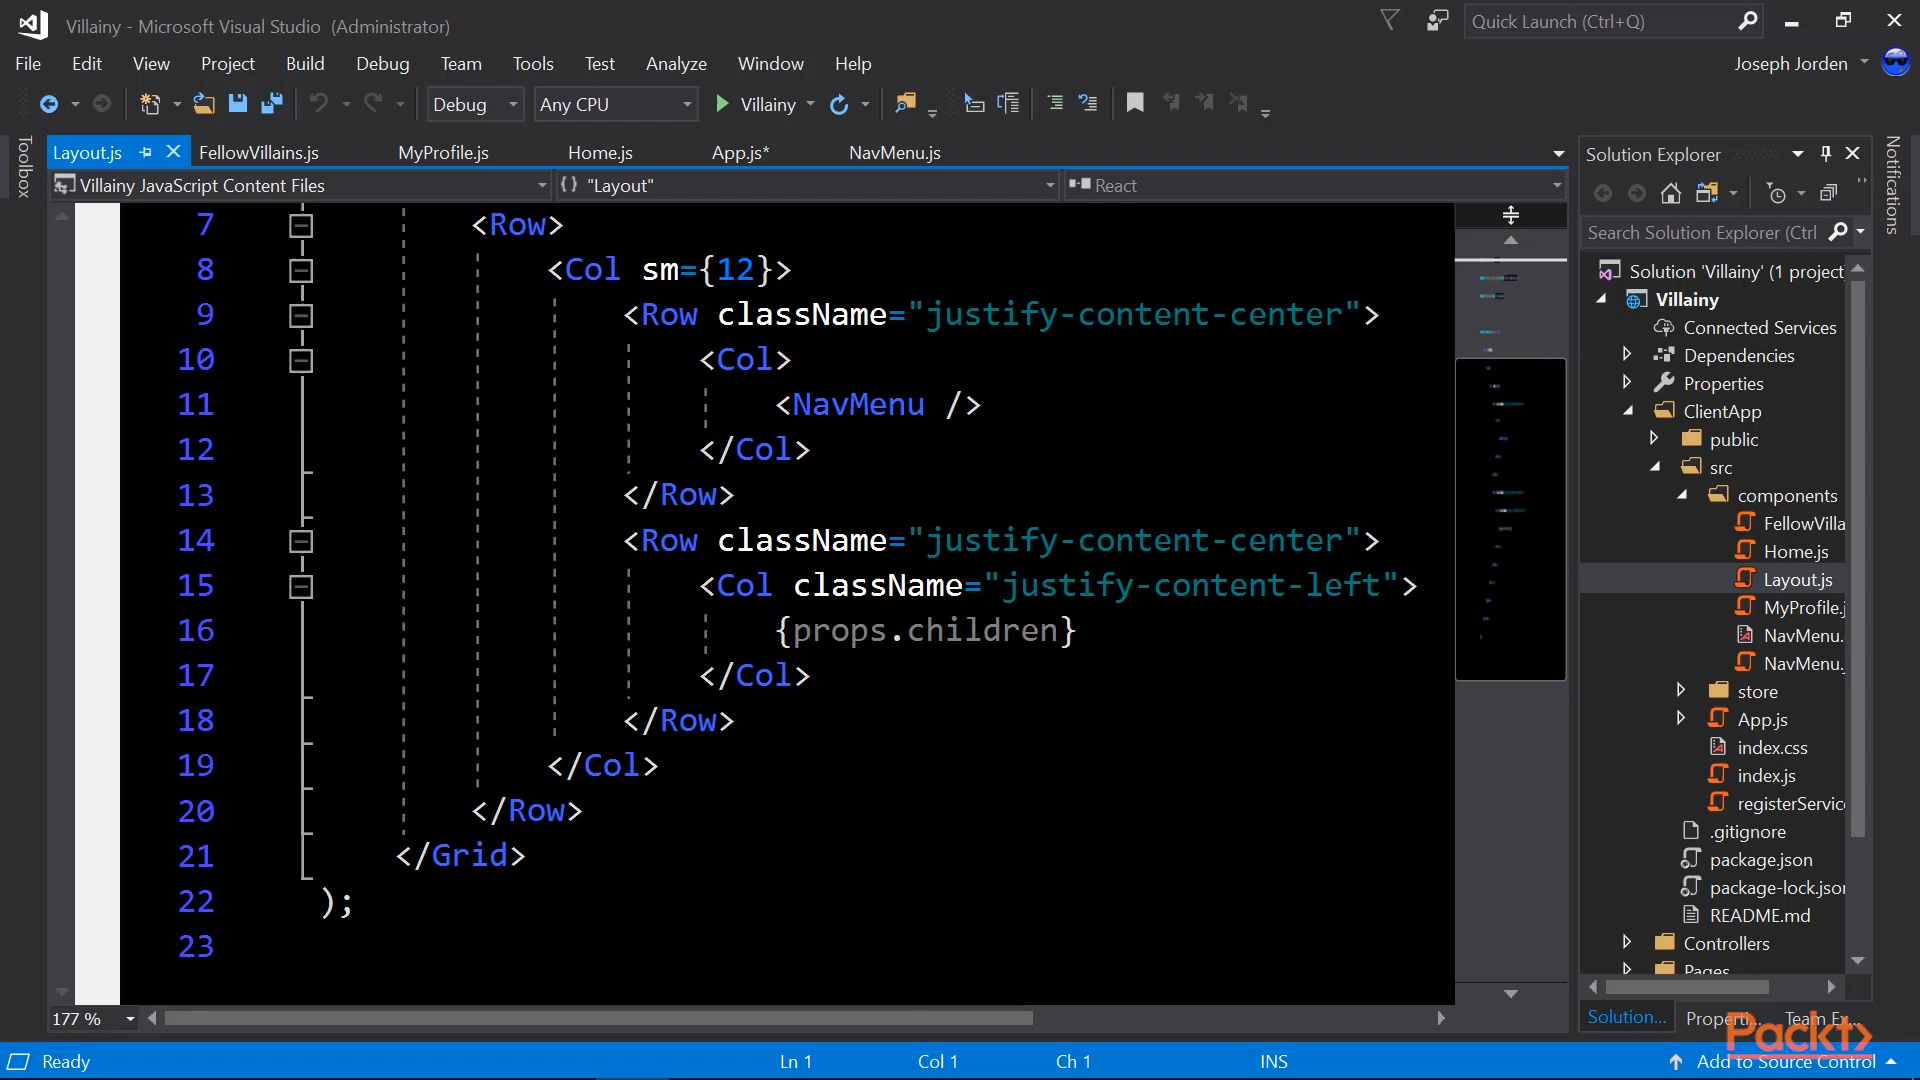 Villainy - Microsoft Visual Studio (Administrator)
Quick Launch (Ctrl+Q)
File Edit View Project Build Debug Team Tools Test Analyze Window Help
Joseph Jorden
Debug Any CPU Villainy
Toolbox
Layout.js FellowVillains.js MyProfile.js Home.js App.js* NavMenu.js
Villainy JavaScript Content Files {} "Layout" React
7 <Row>
8 <Col sm={12}>
9 <Row className="justify-content-center">
10 <Col>
11 <NavMenu />
12 </Col>
13 </Row>
14 <Row className="justify-content-center">
15 <Col className="justify-content-left">
16 {props.children}
17 </Col>
18 </Row>
19 </Col>
20 </Row>
21 </Grid>
22 );
23
177 %
Solution Explorer
Notifications
Search Solution Explorer (Ctrl
Solution 'Villainy' (1 project
Villainy
Connected Services
Dependencies
Properties
ClientApp
public
src
components
FellowVilla
Home.js
Layout.js
MyProfile.j
NavMenu.
NavMenu.
store
App.js
index.css
index.js
registerServic
.gitignore
package.json
package-lock.json
README.md
Controllers
Pages
Solution... Properti... Team Ex...
Packt>
Ready Ln 1 Col 1 Ch 1 INS Add to Source Control